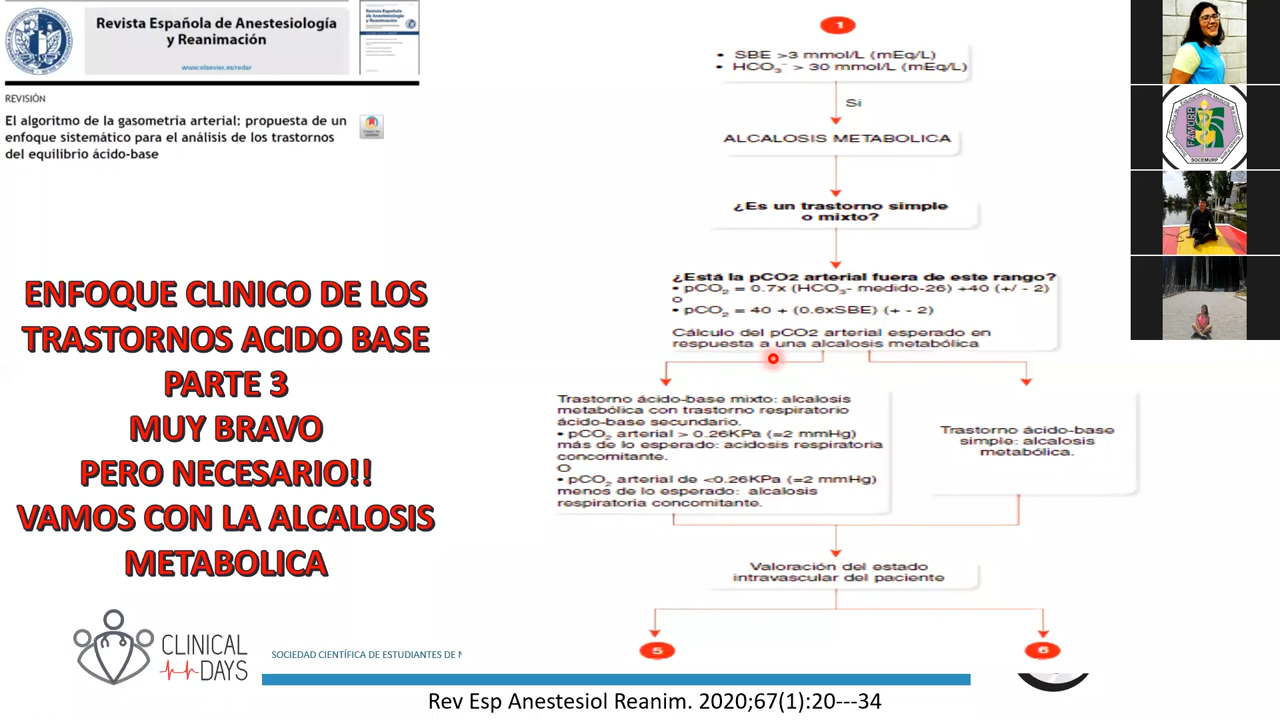 Revista Española de Anestesiología
y Reanimación
www.elsevier.es/redar
REVISIÓN
El algoritmo de la gasometría arterial: propuesta de un
enfoque sistemático para el análisis de los trastornos
del equilibrio ácido-base
ENFOQUE CLINICO DE LOS
TRASTORNOS ACIDO BASE
PARTE 3
MUY BRAVO
PERO NECESARIO!!
VAMOS CON LA ALCALOSIS
METABOLICA
CLINICAL
DAYS
SOCIEDAD CIENTÍFICA DE ESTUDIANTES DE
1
• SBE >3 mmol/L (mEq/L)
• HCO₃⁻ > 30 mmol/L (mEq/L)
Si
ALCALOSIS METABOLICA
¿Es un trastorno simple
o mixto?
¿Está la pCO2 arterial fuera de este rango?
• pCO₂ = 0.7x (HCO₃- medido-26) +40 (+/ - 2)
o
• pCO₂ = 40 + (0.6xSBE) (+ - 2)
Cálculo del pCO2 arterial esperado en
respuesta a una alcalosis metabólica
Trastorno ácido-base mixto: alcalosis
metabólica con trastorno respiratorio
ácido-base secundario.
• pCO₂ arterial > 0.26KPa (=2 mmHg)
más de lo esperado: acidosis respiratoria
concomitante.
O
• pCO₂ arterial de <0.26KPa (=2 mmHg)
menos de lo esperado: alcalosis
respiratoria concomitante.
Trastorno ácido-base
simple: alcalosis
metabólica.
Valoración del estado
intravascular del paciente
5
6
Rev Esp Anestesiol Reanim. 2020;67(1):20---34
FAMURP
SOCEMURP